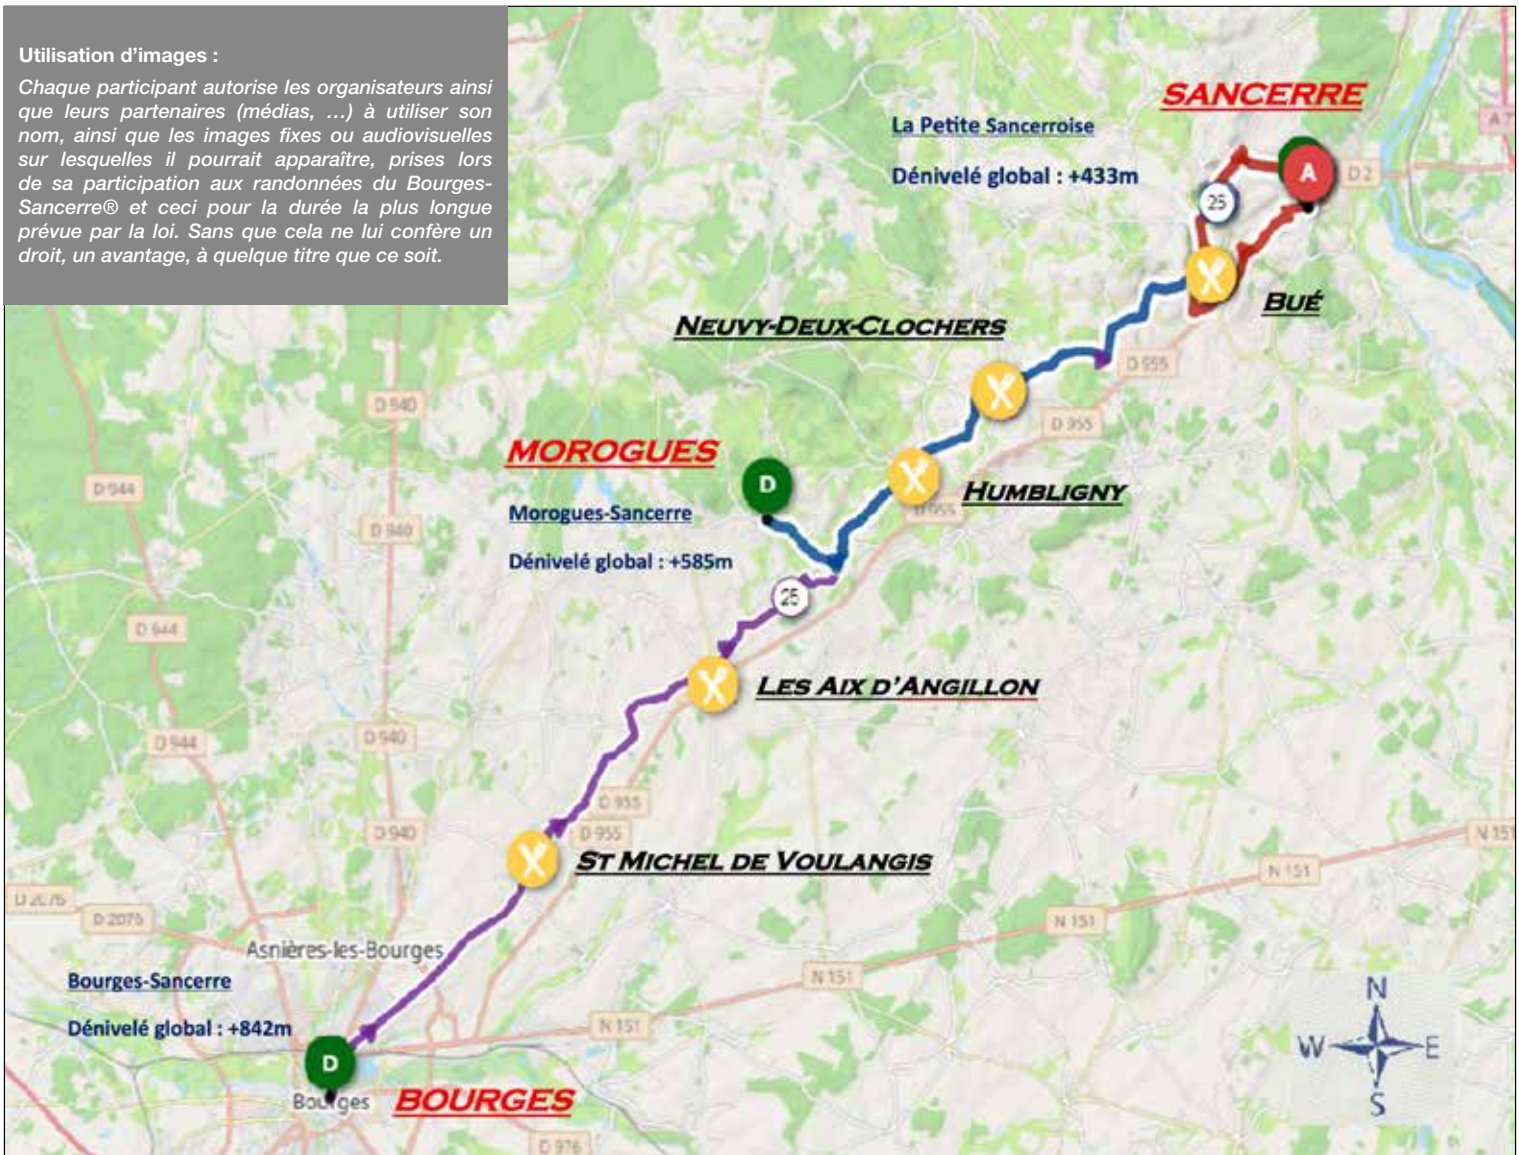 Utilisation d'images :
Chaque participant autorise les organisateurs ainsi
que leurs partenaires (médias, ...) à utiliser son
nom, ainsi que les images fixes ou audiovisuelles
sur lesquelles il pourrait apparaître, prises lors
de sa participation aux randonnées du Bourges-
Sancerre® et ceci pour la durée la plus longue
prévue par la loi. Sans que cela ne lui confère un
droit, un avantage, à quelque titre que ce soit.
SANCERRE
La Petite Sancerroise
Dénivelé global : +433m
A
D 2
25
BUÉ
NEUVY-DEUX-CLOCHERS
D 955
D 940
D 955
MOROGUES
D
D 944
Morogues-Sancerre
HUMBLIGNY
D 955
D 940
Dénivelé global : +585m
25
D 944
LES AIX D'ANGILLON
D 944
D 940
D 955
D 940
D 955
ST MICHEL DE VOULANGIS
N 151
N 151
D 2076
D 2076
N 151
Asnières-les-Bourges
Bourges-Sancerre
N 151
Dénivelé global : +842m
N 151
D
Bourges
BOURGES
D 976
N
W
E
S